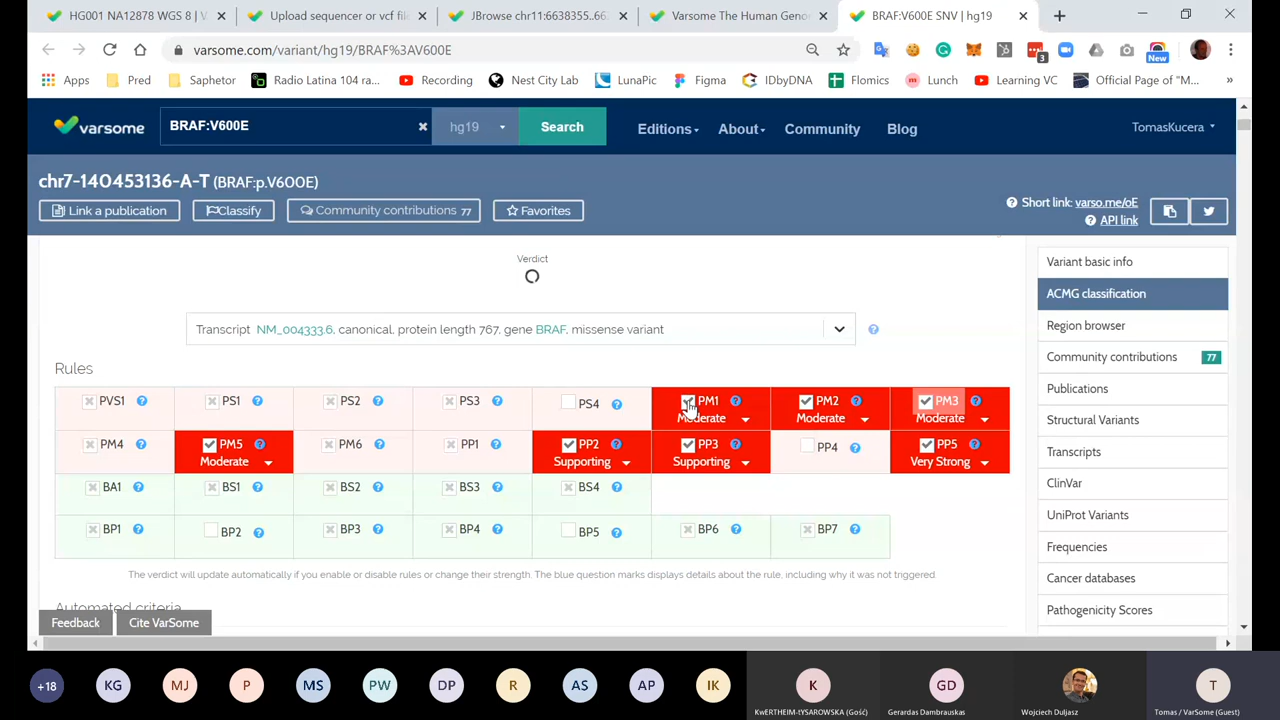 HG001 NA12878 WGS 8 | V
Upload sequencer or vcf file
JBrowse chr11:6638355..66
Varsome The Human Geno
BRAF:V600E SNV | hg19
varsome.com/variant/hg19/BRAF%3AV600E
3
New
Apps
Pred
Saphetor
Radio Latina 104 ra...
Recording
Nest City Lab
LunaPic
Figma
IDbyDNA
Flomics
Lunch
Learning VC
Official Page of "M...
»
varsome
BRAF:V600E
hg19
Search
Editions
About
Community
Blog
TomasKucera
chr7-140453136-A-T (BRAF:p.V600E)
Link a publication
Classify
Community contributions 77
Favorites
Short link: varso.me/oE
API link
Verdict
Transcript NM_004333.6, canonical, protein length 767, gene BRAF, missense variant
Rules
PVS1 PS1 PS2 PS3 PS4 PM1 PM2 PM3
Moderate Moderate Moderate
PM4 PM5 PM6 PP1 PP2 PP3 PP4 PP5
Moderate Supporting Supporting Very Strong
BA1 BS1 BS2 BS3 BS4
BP1 BP2 BP3 BP4 BP5 BP6 BP7
The verdict will update automatically if you enable or disable rules or change their strength. The blue question marks displays details about the rule, including why it was not triggered
Automated criteria
Feedback
Cite VarSome
Variant basic info
ACMG classification
Region browser
Community contributions 77
Publications
Structural Variants
Transcripts
ClinVar
UniProt Variants
Frequencies
Cancer databases
Pathogenicity Scores
+18
KG
MJ
P
MS
PW
DP
R
AS
AP
IK
K
GD
T
KwERTHEIM-tYSAROWSKA (Gość)
Gerardas Dambrauskas
Wojciech Duljasz
Tomas / VarSome (Guest)